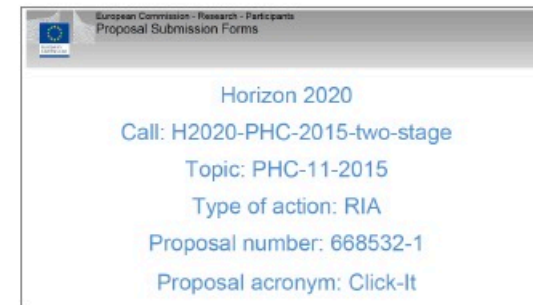 European Commission - Research - Participants
Proposal Submission Forms
Horizon 2020
Call: H2020-PHC-2015-two-stage
Topic: PHC-11-2015
Type of action: RIA
Proposal number: 668532-1
Proposal acronym: Click-It